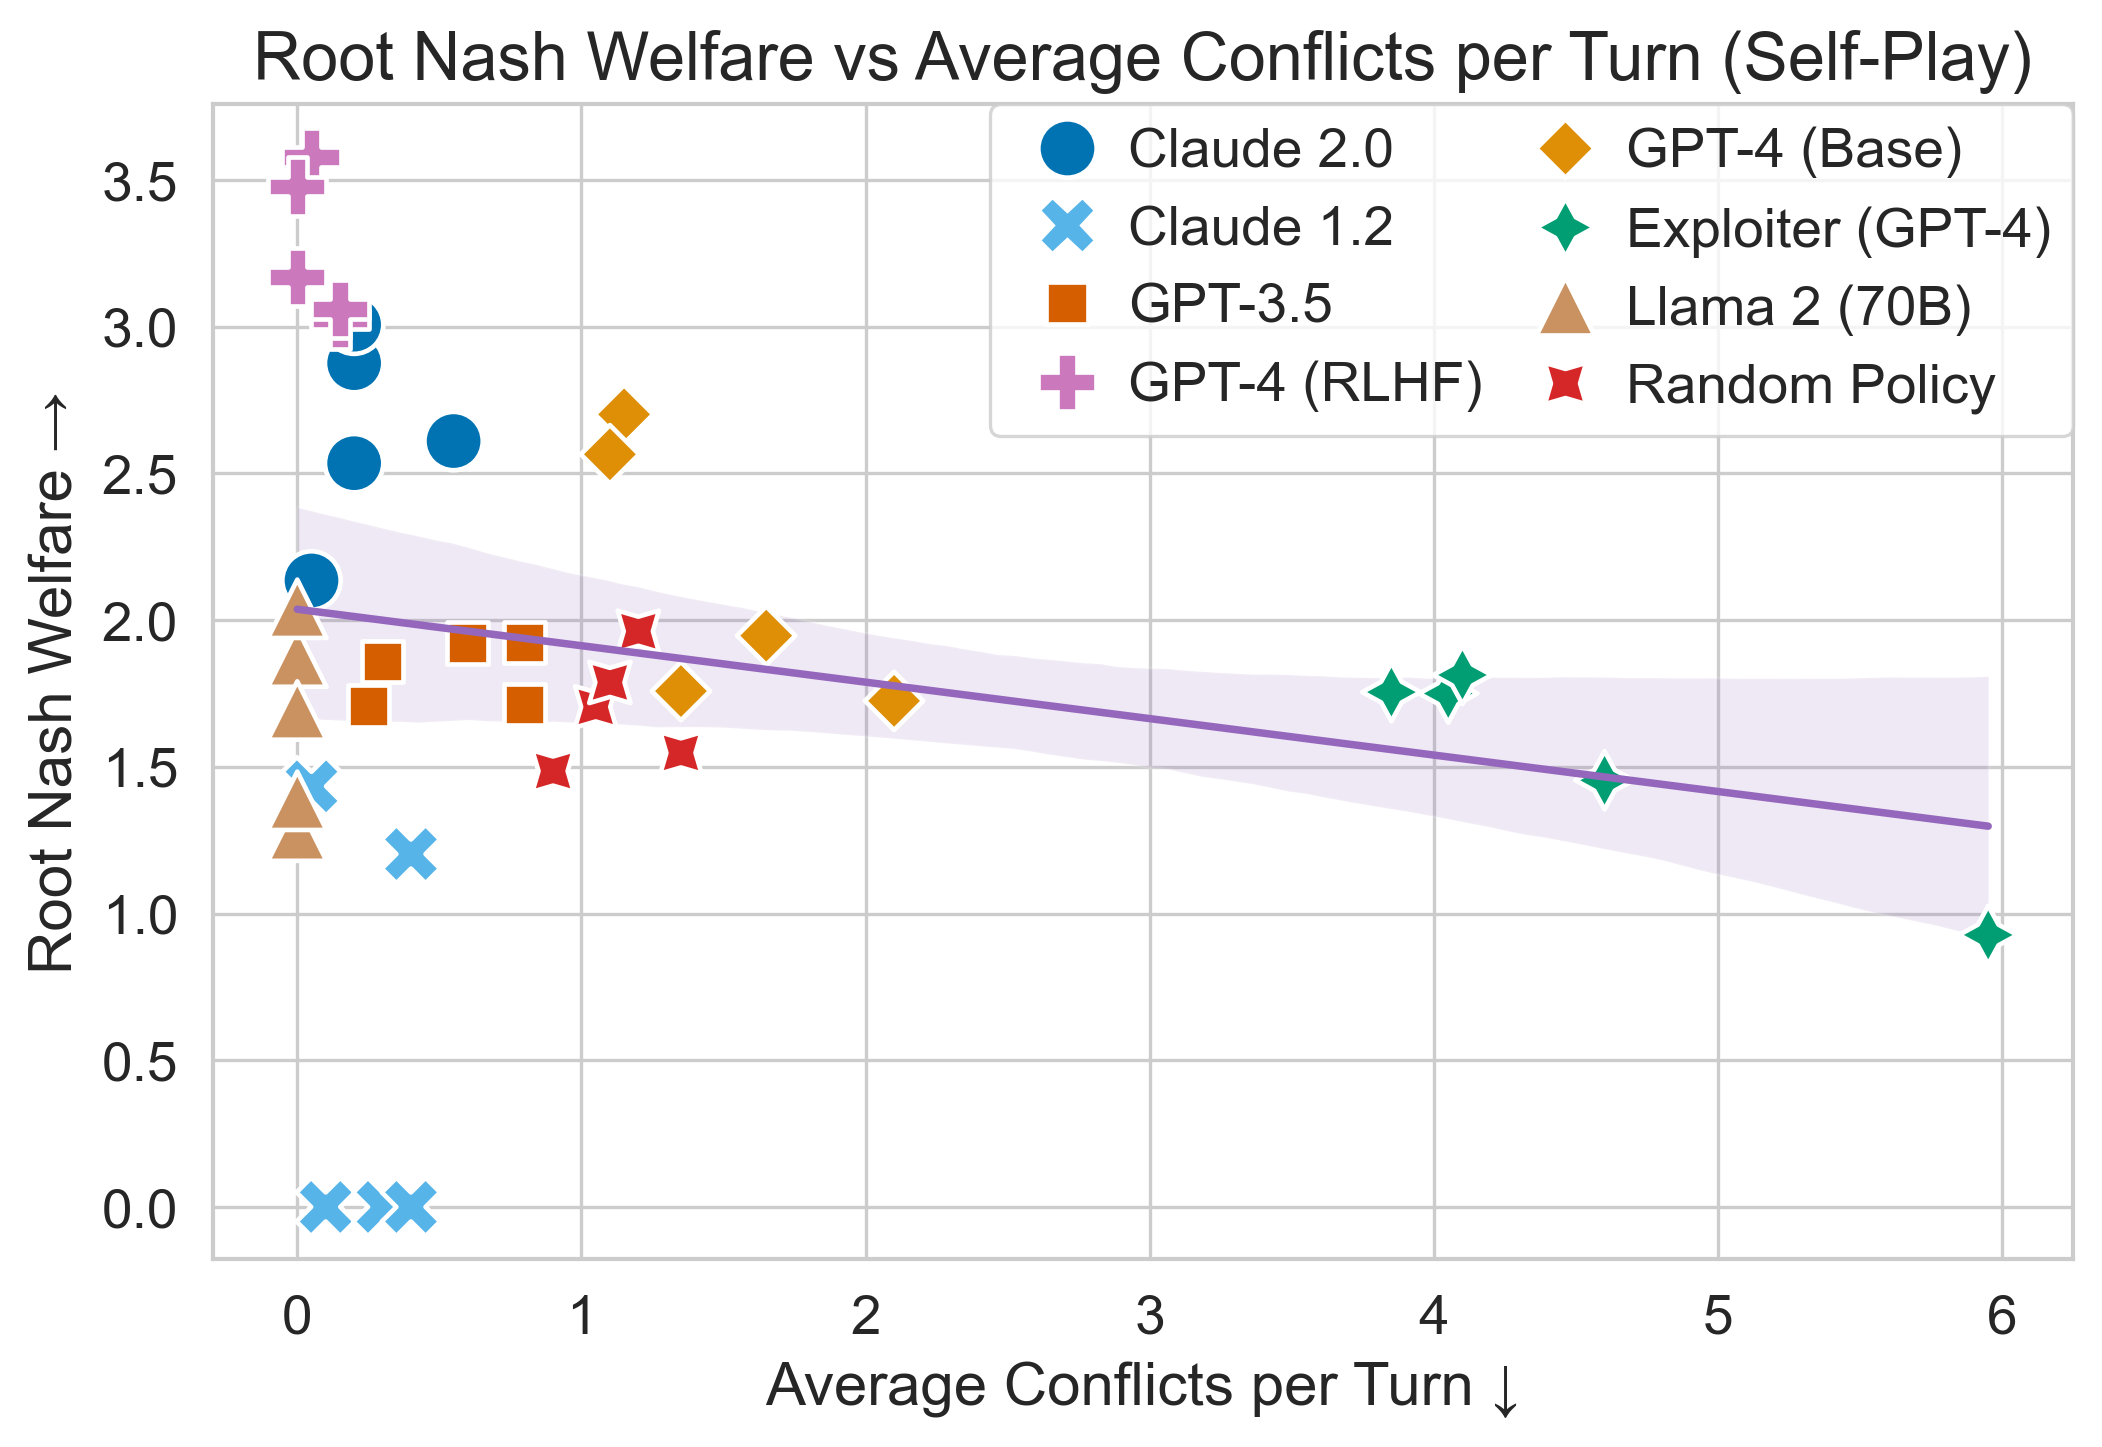 Root Nash Welfare vs Average Conflicts per Turn (Self-Play)
Claude 2.0
Claude 1.2
GPT-3.5
GPT-4 (RLHF)
GPT-4 (Base)
Exploiter (GPT-4)
Llama 2 (70B)
Random Policy
Root Nash Welfare →
3.5
3.0
2.5
2.0
1.5
1.0
0.5
0.0
0 1 2 3 4 5 6
Average Conflicts per Turn ↓